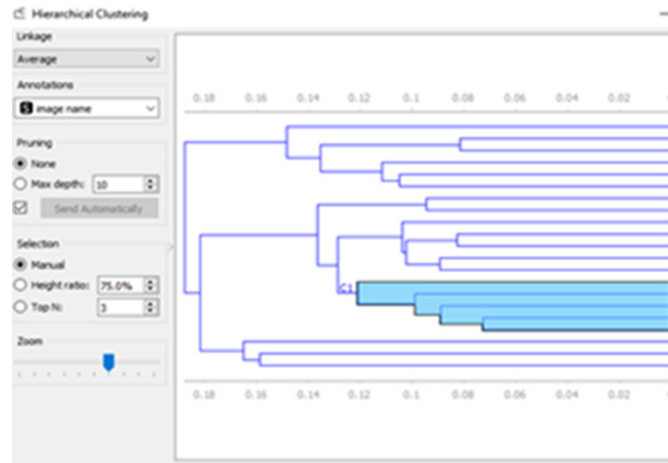 Hierarchical Clustering
Linkage
Average
Annotations
S image name
Pruning
None
Max depth: 10
Send Automatically
Selection
Manual
Height ratio: 75.0%
Top N: 3
Zoom
0.18 0.16 0.14 0.12 0.1 0.08 0.06 0.04 0.02
C1
0.18 0.16 0.14 0.12 0.1 0.08 0.06 0.04 0.02